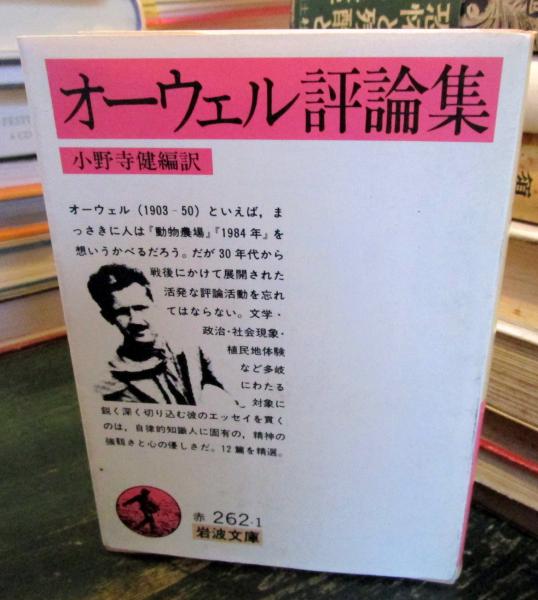 オーウェル評論集
小野寺健編訳
オーウェル(1903-50)といえば，ま
っさきに人は『動物農場』『1984年』を
想いうかべるだろう。だが30年代から
戦後にかけて展開された
活発な評論活動を忘れ
てはならない。文学・
政治・社会現象・
植民地体験
など多岐
にわたる
対象に
鋭く深く切り込む彼のエッセイを貫く
のは，自律的知識人に固有の，精神の
強靱さと心の優しさだ。12篇を精選。
赤 262-1
岩波文庫